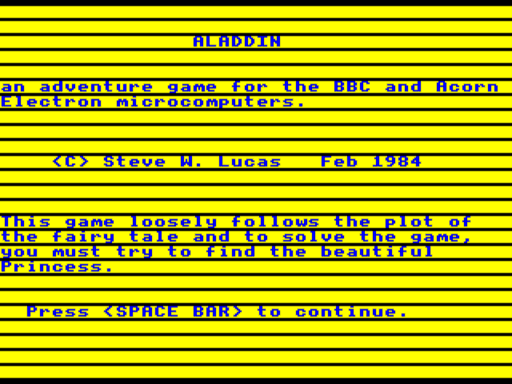 ALADDIN
an adventure game for the BBC and Acorn
Electron microcomputers.
<C> Steve W. Lucas Feb 1984
This game loosely follows the plot of
the fairy tale and to solve the game,
you must try to find the beautiful
Princess.
Press <SPACE BAR> to continue.